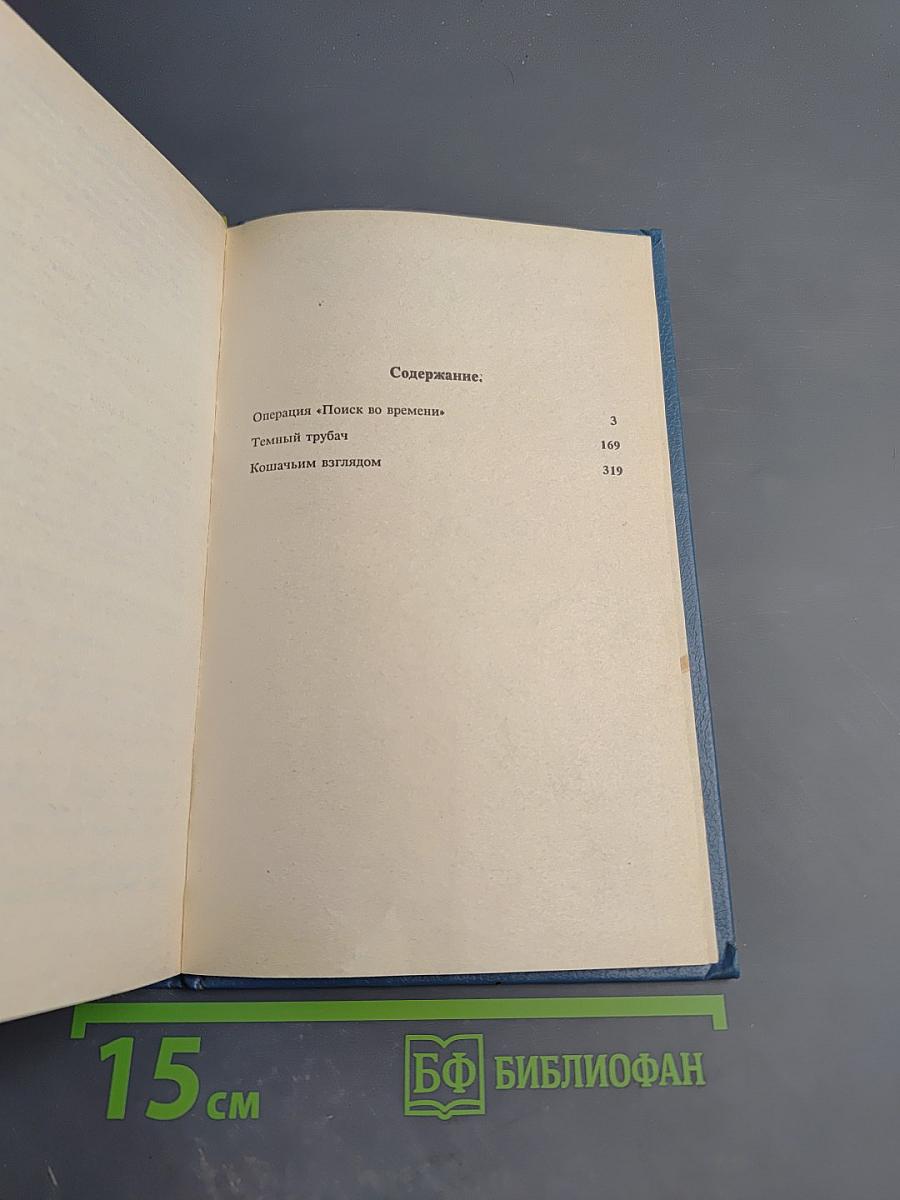 Содержание:
Операция «Поиск во времени» 3
Темный трубач 169
Кошачьим взглядом 319
15 см
БФ БИБЛИОФАН